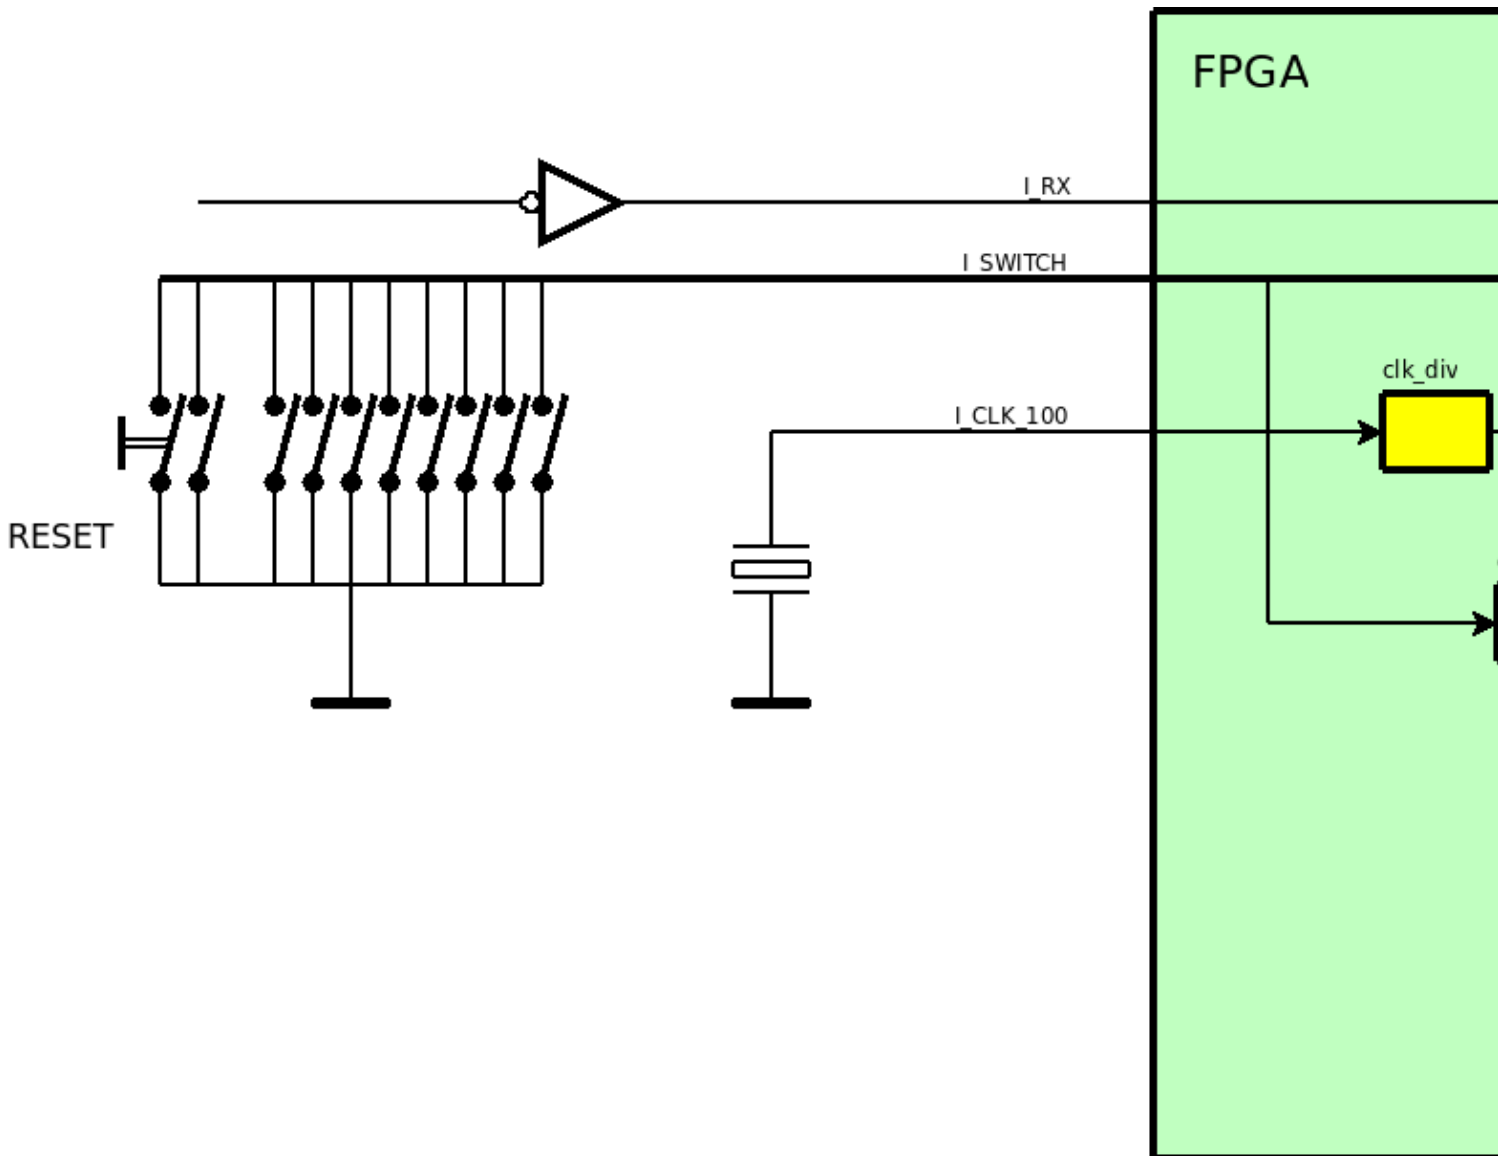 FPGA
I_RX
I_SWITCH
clk_div
I_CLK_100
RESET